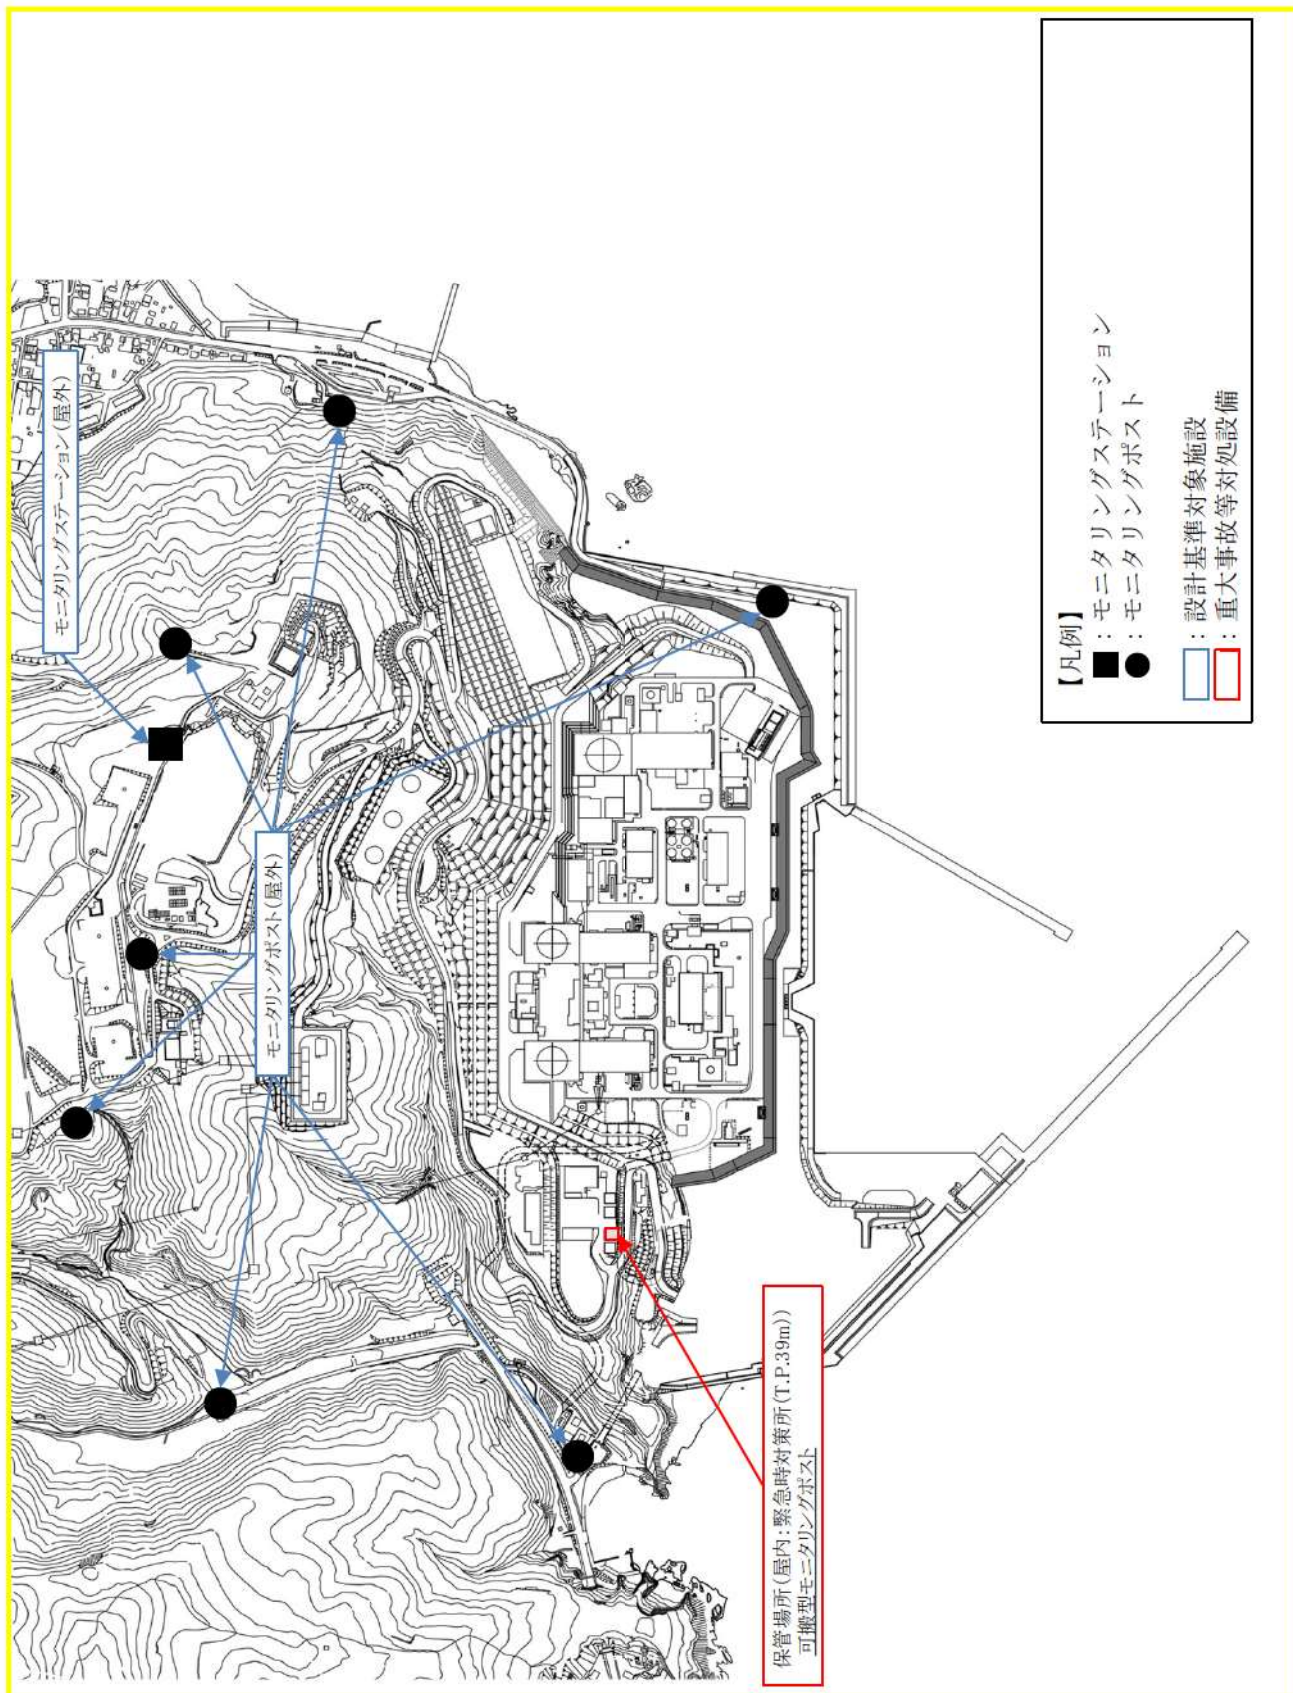 モニタリングステーション(屋外)
モニタリングポスト(屋外)
保管場所(屋内:緊急時対策所(T.P.39m))
可搬型モニタリングポスト
【凡例】
■:モニタリングステーション
●:モニタリングポスト
:設計基準対象施設
:重大事故等対処設備